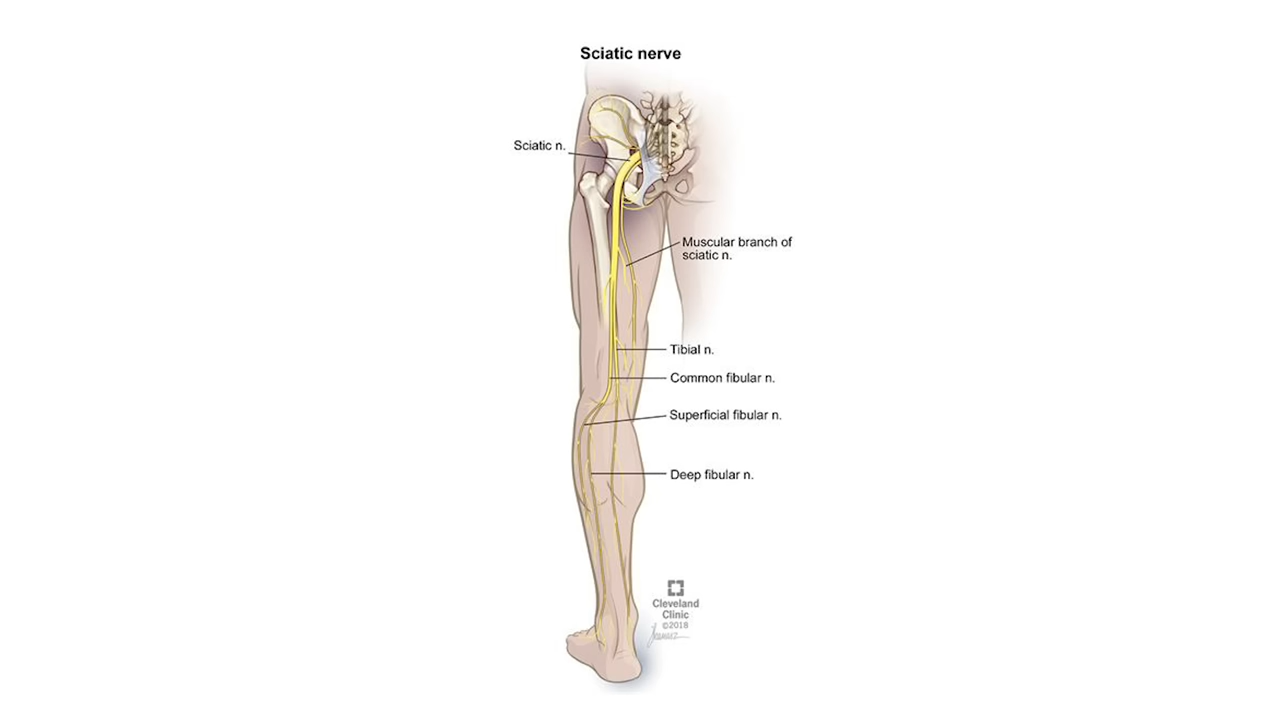 Sciatic nerve
Sciatic n.
Muscular branch of
sciatic n.
Tibial n.
Common fibular n.
Superficial fibular n.
Deep fibular n.
Cleveland
Clinic
©2018